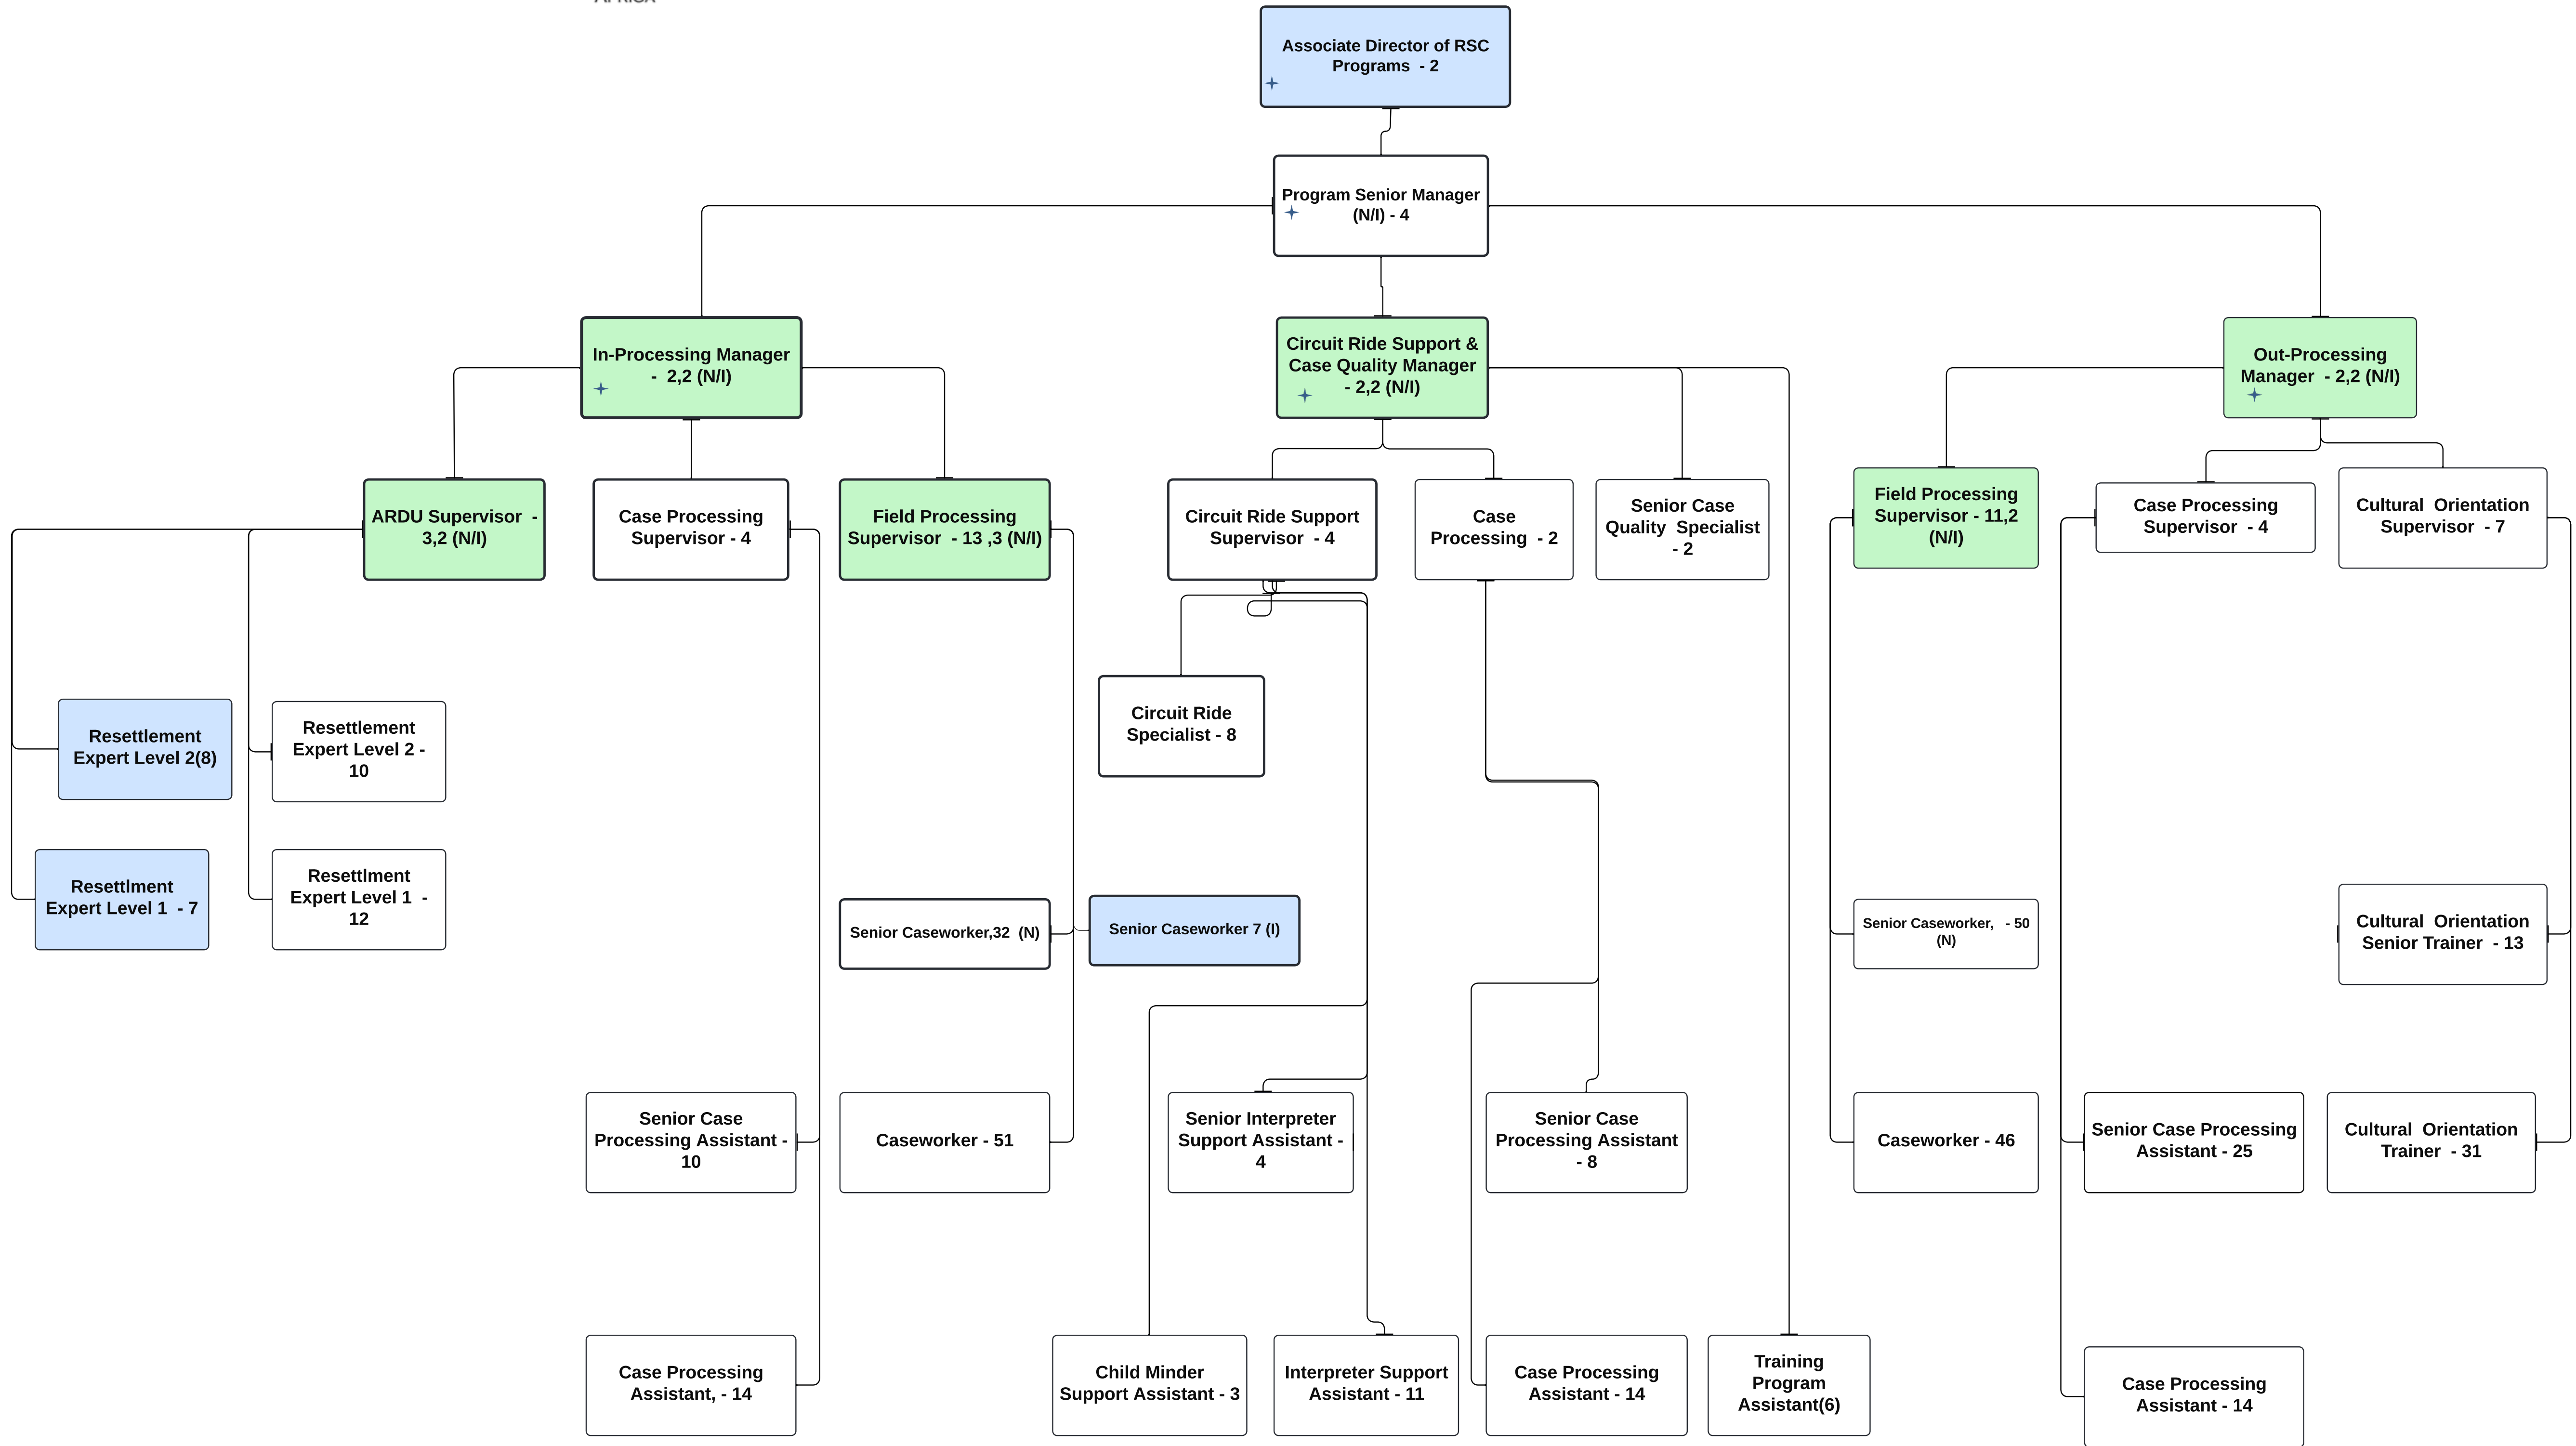 AFRICA
Associate Director of RSC
Programs - 2
Program Senior Manager
(N/I) - 4
In-Processing Manager
- 2,2 (N/I)
Circuit Ride Support &
Case Quality Manager
- 2,2 (N/I)
Out-Processing
Manager - 2,2 (N/I)
ARDU Supervisor -
3,2 (N/I)
Case Processing
Supervisor - 4
Field Processing
Supervisor - 13 ,3 (N/I)
Circuit Ride Support
Supervisor - 4
Case
Processing - 2
Senior Case
Quality Specialist
- 2
Field Processing
Supervisor - 11,2
(N/I)
Case Processing
Supervisor - 4
Cultural Orientation
Supervisor - 7
Resettlement
Expert Level 2(8)
Resettlement
Expert Level 2 -
10
Circuit Ride
Specialist - 8
Resettlment
Expert Level 1 - 7
Resettlment
Expert Level 1 -
12
Senior Caseworker,32 (N)
Senior Caseworker 7 (I)
Senior Caseworker, - 50
(N)
Cultural Orientation
Senior Trainer - 13
Senior Case
Processing Assistant -
10
Caseworker - 51
Senior Interpreter
Support Assistant -
4
Senior Case
Processing Assistant
- 8
Caseworker - 46
Senior Case Processing
Assistant - 25
Cultural Orientation
Trainer - 31
Case Processing
Assistant, - 14
Child Minder
Support Assistant - 3
Interpreter Support
Assistant - 11
Case Processing
Assistant - 14
Training
Program
Assistant(6)
Case Processing
Assistant - 14